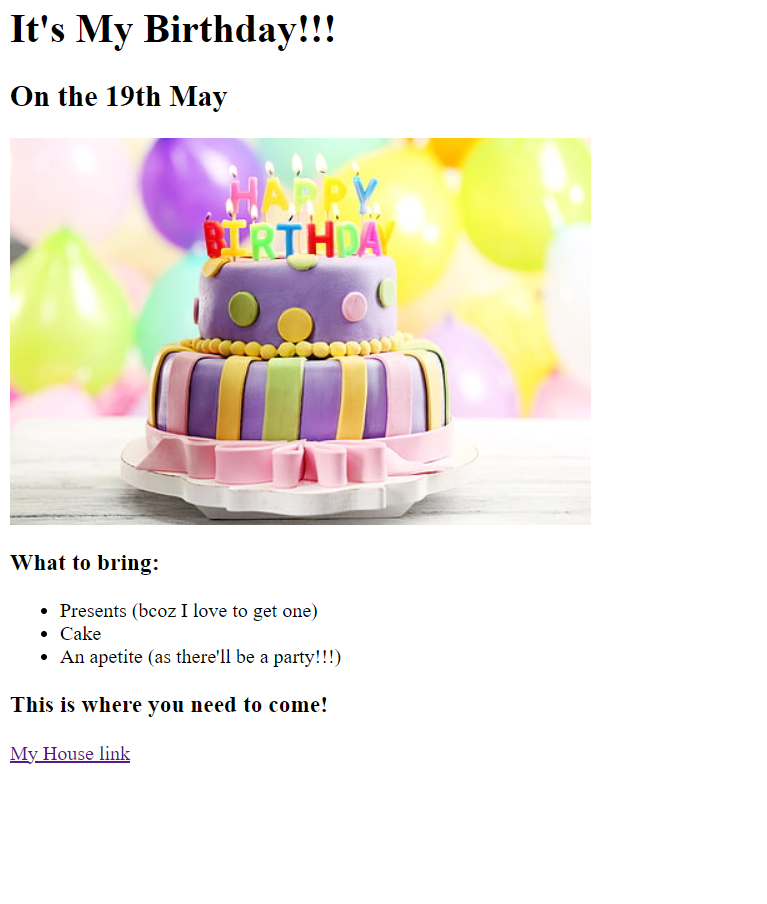 It's My Birthday!!!
On the 19th May
HAPPY
BIRTHDAY
What to bring:
Presents (bcoz I love to get one)
Cake
An apetite (as there'll be a party!!!)
This is where you need to come!
My House link